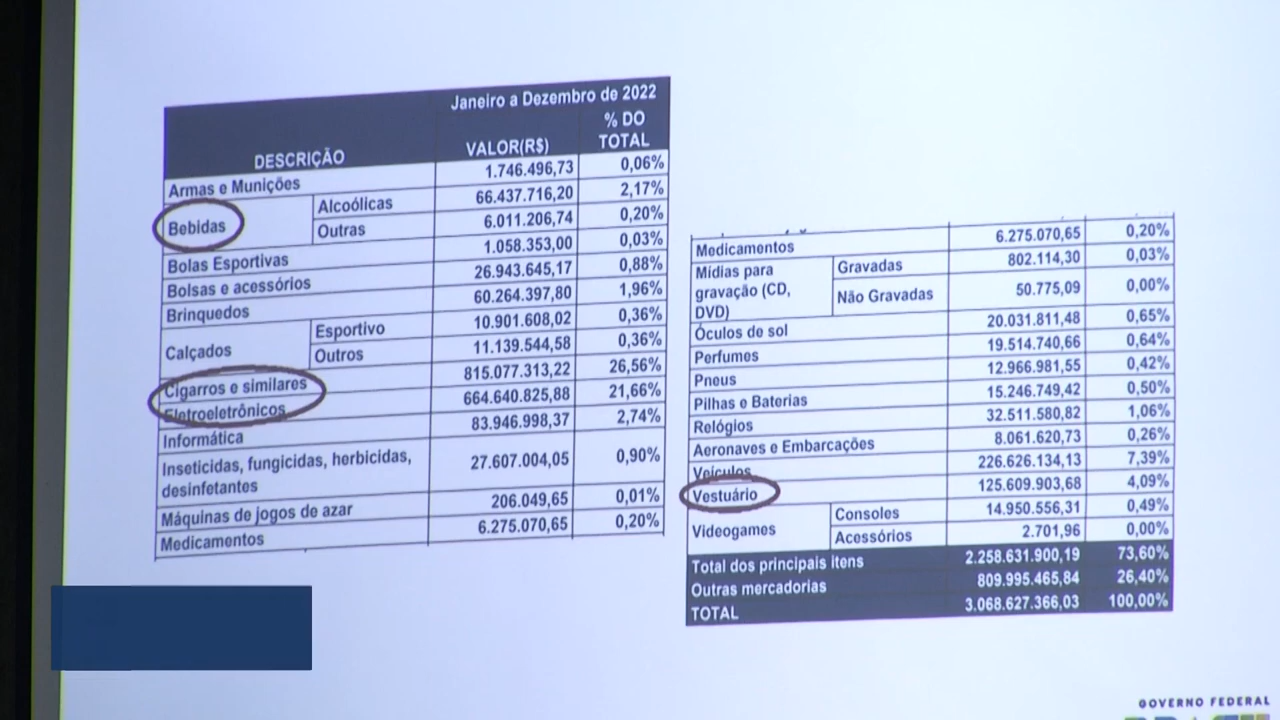 Janeiro a Dezembro de 2022
DESCRIÇÃO VALOR(R$) % DO TOTAL
Armas e Munições 1.746.496,73 0,06%
Bebidas Alcoólicas 66.437.716,20 2,17%
Outras 6.011.206,74 0,20%
Bolas Esportivas 1.058.353,00 0,03%
Bolsas e acessórios 26.943.645,17 0,88%
Brinquedos 60.264.397,80 1,96%
Calçados Esportivo 10.901.608,02 0,36%
Outros 11.139.544,58 0,36%
Cigarros e similares 815.077.313,22 26,56%
Eletroeletrônicos 664.640.825,88 21,66%
Informática 83.946.998,37 2,74%
Inseticidas, fungicidas, herbicidas,
desinfetantes 27.607.004,05 0,90%
Máquinas de jogos de azar 206.049,65 0,01%
Medicamentos 6.275.070,65 0,20%
Medicamentos 6.275.070,65 0,20%
Mídias para
gravação (CD,
DVD)
Gravadas 802.114,30 0,03%
Não Gravadas 50.775,09 0,00%
Óculos de sol 20.031.811,48 0,65%
Perfumes 19.514.740,66 0,64%
Pneus 12.966.981,55 0,42%
Pilhas e Baterias 15.246.749,42 0,50%
Relógios 32.511.580,82 1,06%
Aeronaves e Embarcações 8.061.620,73 0,26%
Veículos 226.626.134,13 7,39%
Vestuário 125.609.903,68 4,09%
Videogames Consoles 14.950.556,31 0,49%
Acessórios 2.701,96 0,00%
Total dos principais itens 2.258.631.900,19 73,60%
Outras mercadorias 809.995.465,84 26,40%
TOTAL 3.068.627.366,03 100,00%
GOVERNO FEDERAL